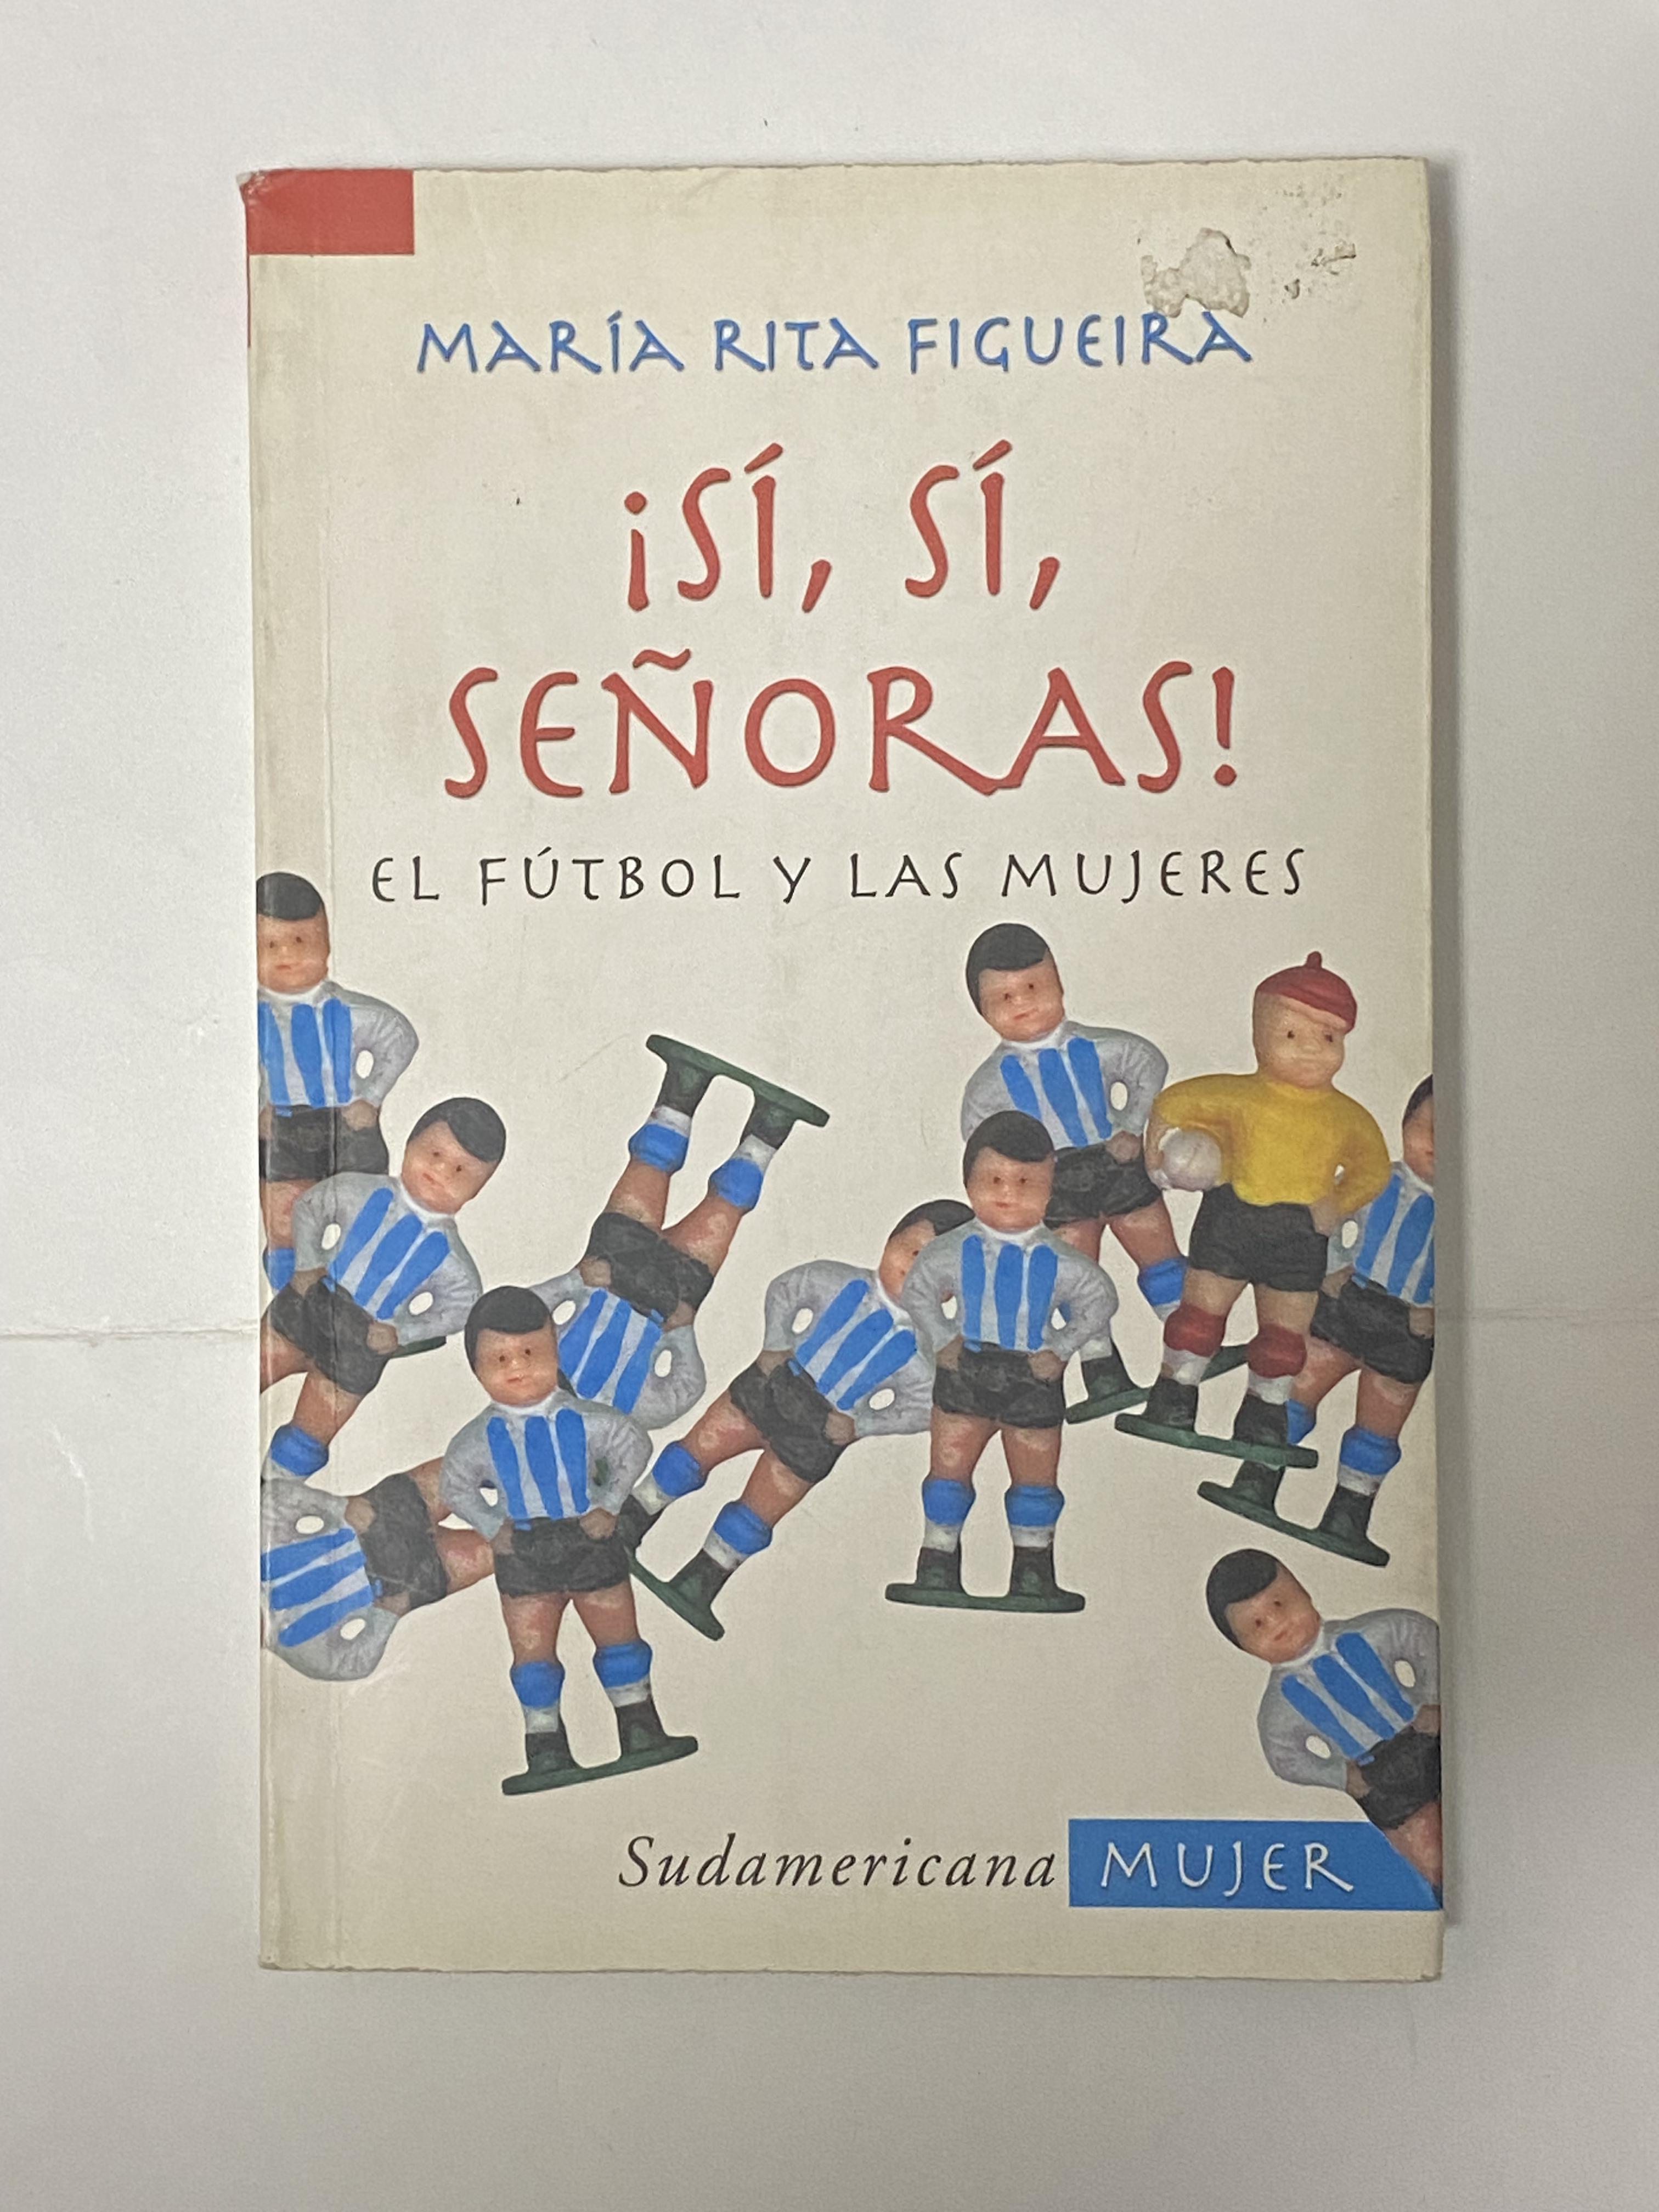 MARÍA RITA FIGUEIRA
¡SÍ, SÍ,
SEÑORAS!
EL FÚTBOL Y LAS MUJERES
Sudamericana MUJER